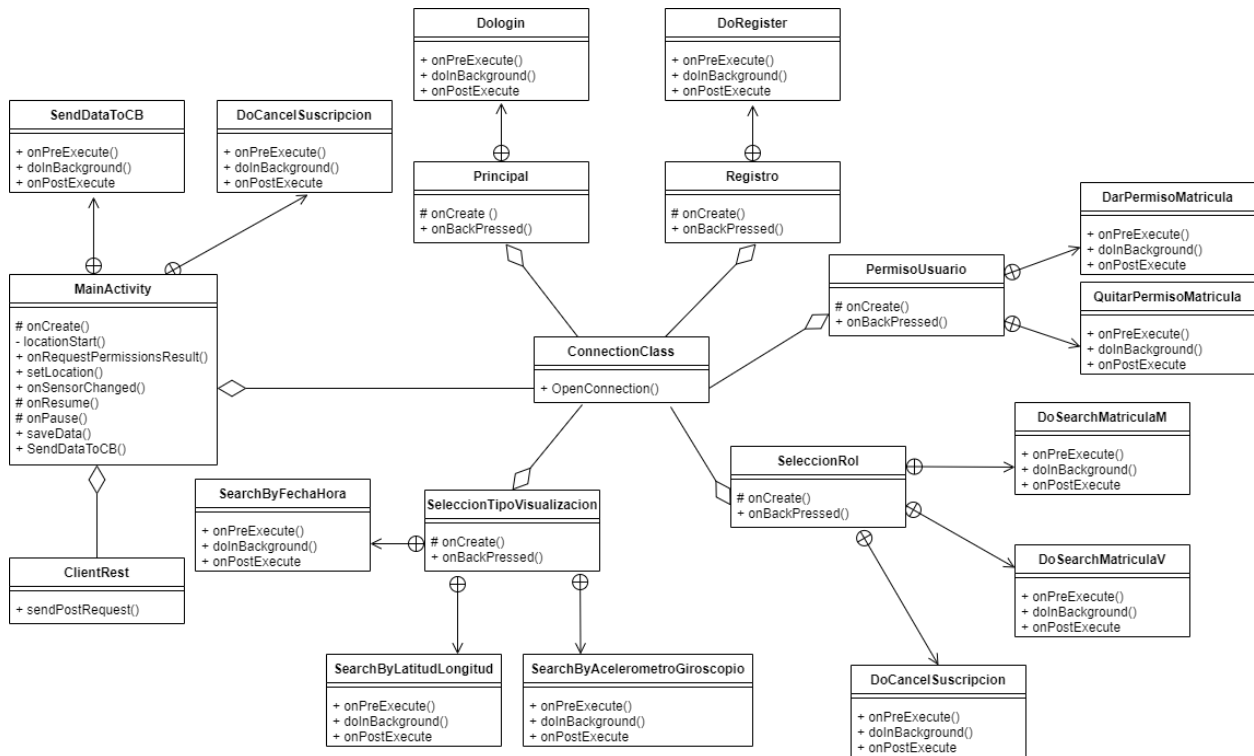 Dologin
+ onPreExecute()
+ doInBackground()
+ onPostExecute
DoRegister
+ onPreExecute()
+ doInBackground()
+ onPostExecute
SendDataToCB
+ onPreExecute()
+ doInBackground()
+ onPostExecute
DoCancelSuscripcion
+ onPreExecute()
+ doInBackground()
+ onPostExecute
Principal
# onCreate ()
+ onBackPressed()
Registro
# onCreate()
+ onBackPressed()
DarPermisoMatricula
+ onPreExecute()
+ doInBackground()
+ onPostExecute
MainActivity
# onCreate()
- locationStart()
+ onRequestPermissionsResult()
+ setLocation()
+ onSensorChanged()
# onResume()
# onPause()
+ saveData()
+ SendDataToCB()
PermisoUsuario
# onCreate()
+ onBackPressed()
QuitarPermisoMatricula
+ onPreExecute()
+ doInBackground()
+ onPostExecute
ConnectionClass
+ OpenConnection()
DoSearchMatriculaM
+ onPreExecute()
+ doInBackground()
+ onPostExecute
SeleccionRol
# onCreate()
+ onBackPressed()
SearchByFechaHora
+ onPreExecute()
+ doInBackground()
+ onPostExecute
SeleccionTipoVisualizacion
# onCreate()
+ onBackPressed()
ClientRest
+ sendPostRequest()
DoSearchMatriculaV
+ onPreExecute()
+ doInBackground()
+ onPostExecute
SearchByLatitudLongitud
+ onPreExecute()
+ doInBackground()
+ onPostExecute
SearchByAcelerometroGiroscopio
+ onPreExecute()
+ doInBackground()
+ onPostExecute
DoCancelSuscripcion
+ onPreExecute()
+ doInBackground()
+ onPostExecute